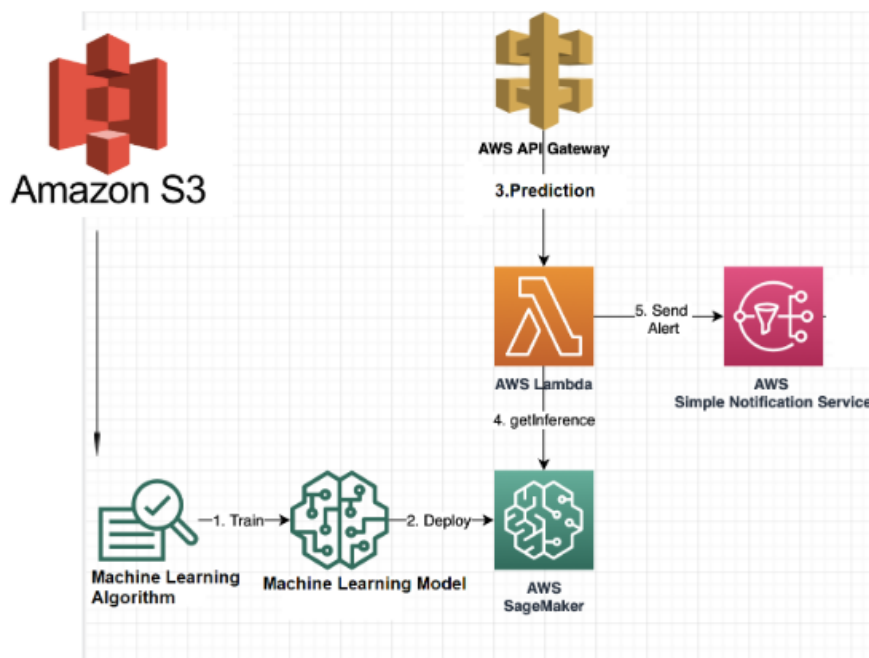 Amazon S3
AWS API Gateway
3.Prediction
AWS Lambda
5. Send
Alert
AWS
Simple Notification Service
4. getInference
1. Train
2. Deploy
Machine Learning
Algorithm
Machine Learning Model
AWS
SageMaker